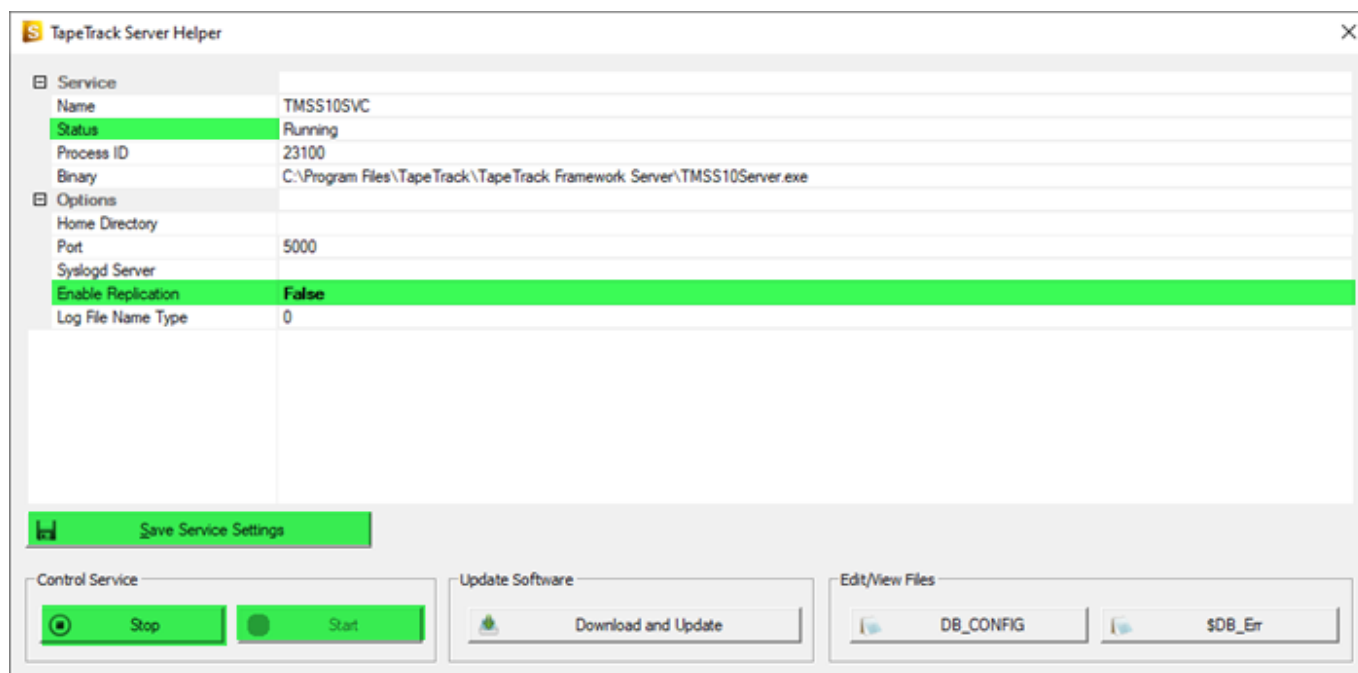 TapeTrack Server Helper
Service
Name TMSS10SVC
Status Running
Process ID 23100
Binary C:\Program Files\TapeTrack\TapeTrack Framework Server\TMSS10Server.exe
Options
Home Directory
Port 5000
Syslogd Server
Enable Replication False
Log File Name Type 0
Save Service Settings
Control Service Update Software Edit/View Files
Stop Start Download and Update DB_CONFIG $DB_Err